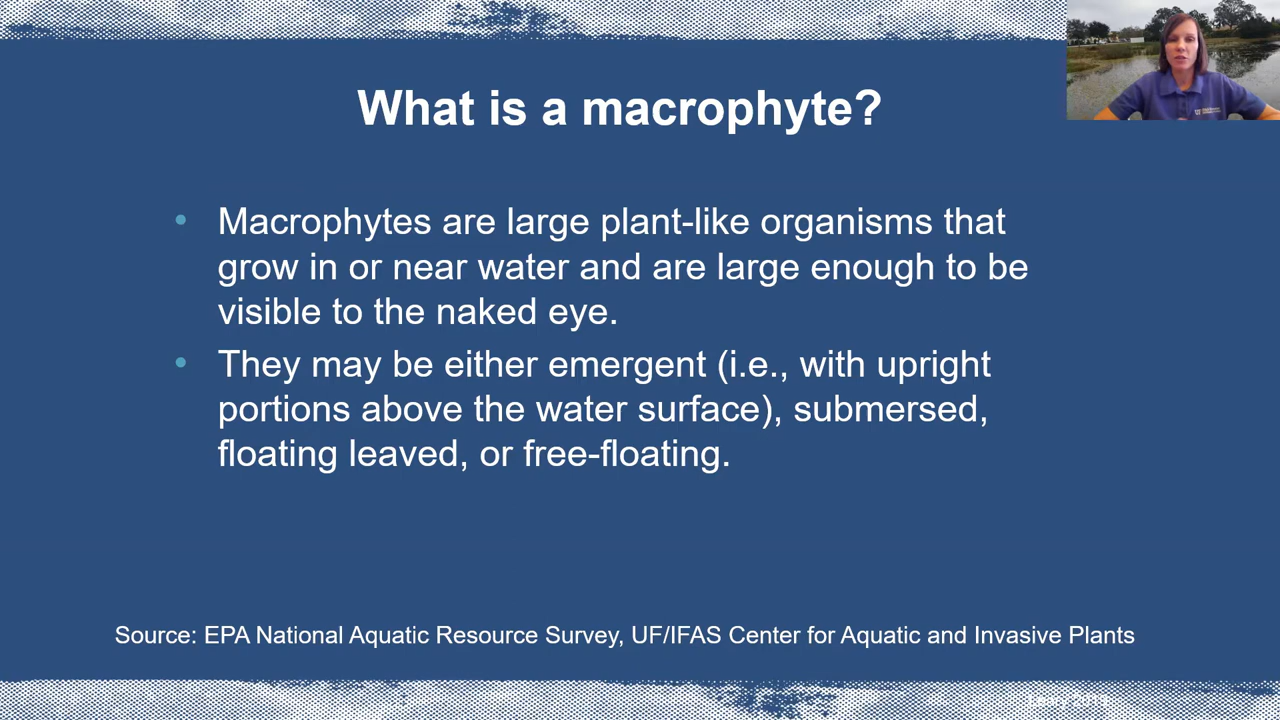 What is a macrophyte?
• Macrophytes are large plant-like organisms that
grow in or near water and are large enough to be
visible to the naked eye.
• They may be either emergent (i.e., with upright
portions above the water surface), submersed,
floating leaved, or free-floating.
Source: EPA National Aquatic Resource Survey, UF/IFAS Center for Aquatic and Invasive Plants